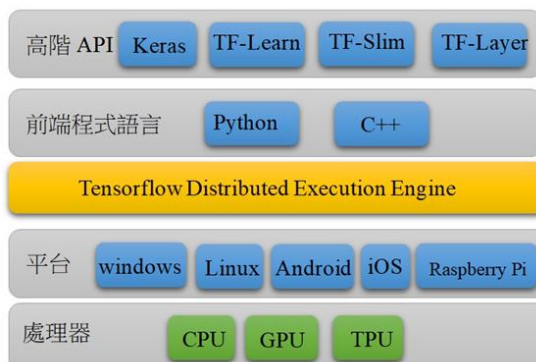 高階 API Keras TF-Learn TF-Slim TF-Layer
前端程式語言 Python C++
Tensorflow Distributed Execution Engine
平台 windows Linux Android iOS Raspberry Pi
處理器 CPU GPU TPU